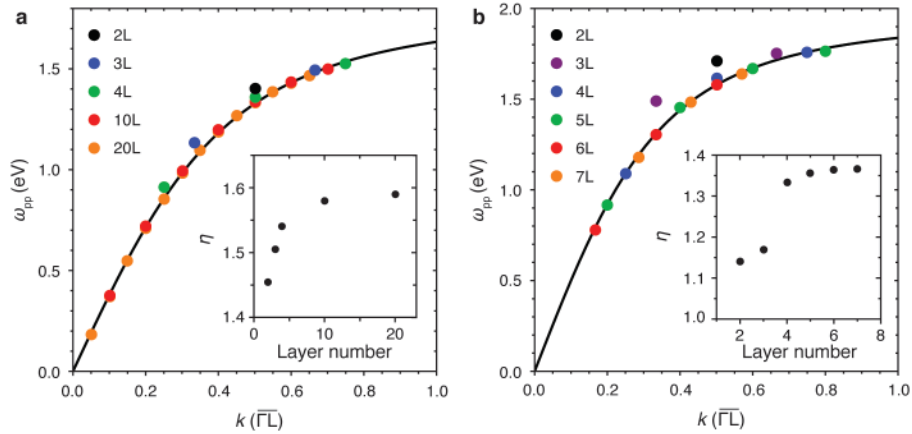 a
ω_pp (eV)
2.0
1.5
1.0
0.5
0.0
2L
3L
4L
10L
20L
η
1.6
1.5
1.4
0 10 20
Layer number
0.0 0.2 0.4 0.6 0.8 1.0
k (Γ̅L̅)
b
ω_pp (eV)
2.0
1.5
1.0
0.5
0.0
2L
3L
4L
5L
6L
7L
η
1.4
1.3
1.2
1.1
1.0
2 4 6 8
Layer number
0.0 0.2 0.4 0.6 0.8 1.0
k (Γ̅L̅)